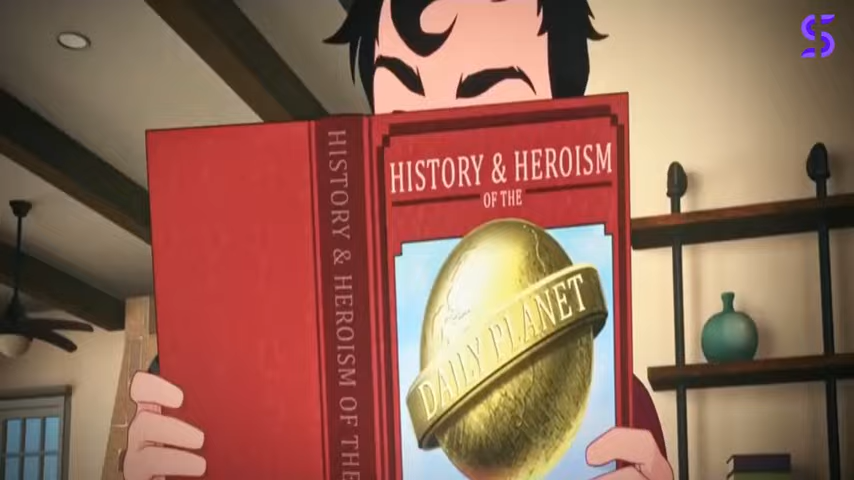 HISTORY & HEROISM OF THE
HISTORY & HEROISM
OF THE
DAILY PLANET